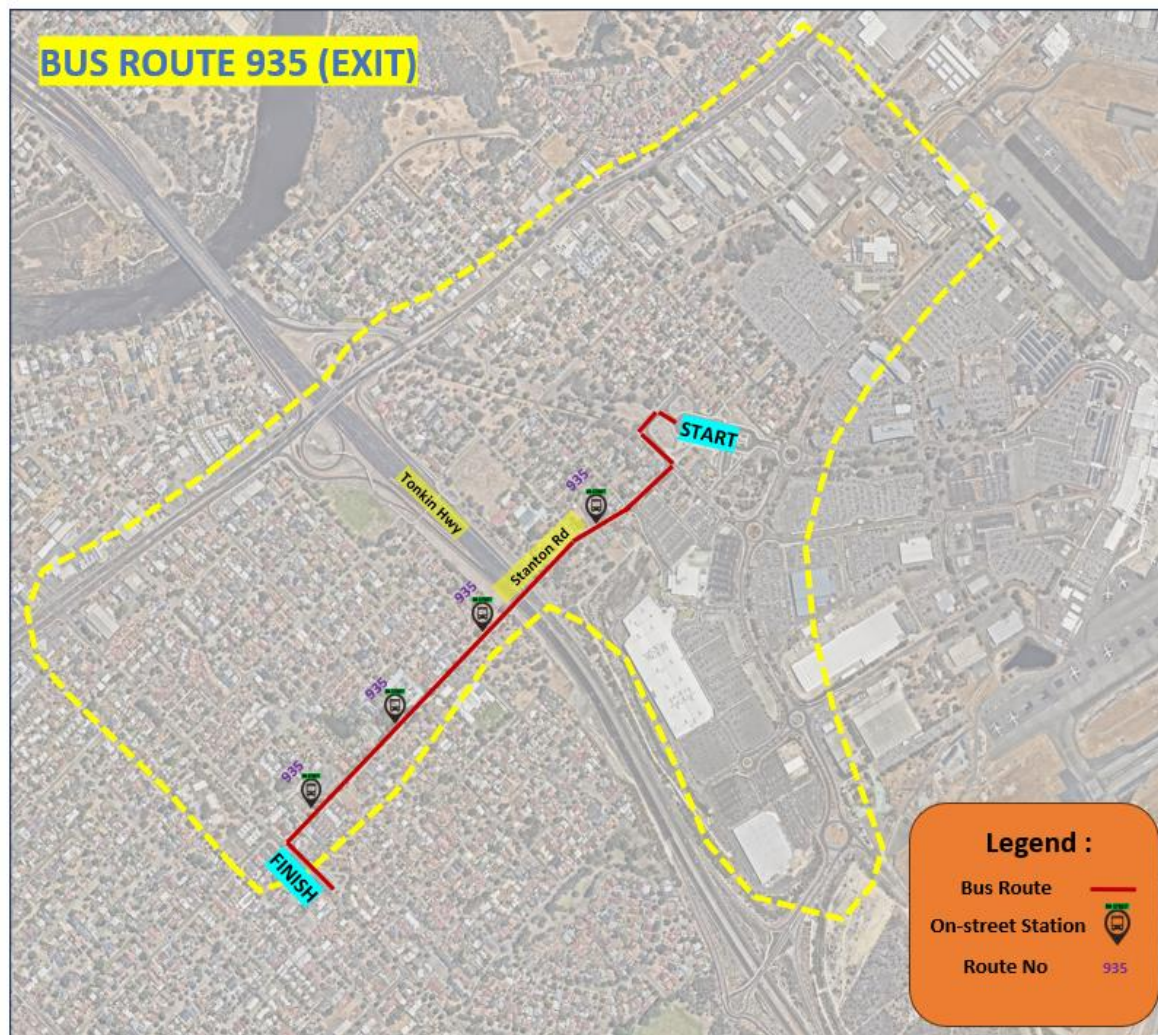 BUS ROUTE 935 (EXIT)
START
935
Tonkin Hwy
Stanton Rd
935
935
935
FINISH
Legend :
Bus Route
On-street Station
Route No 935